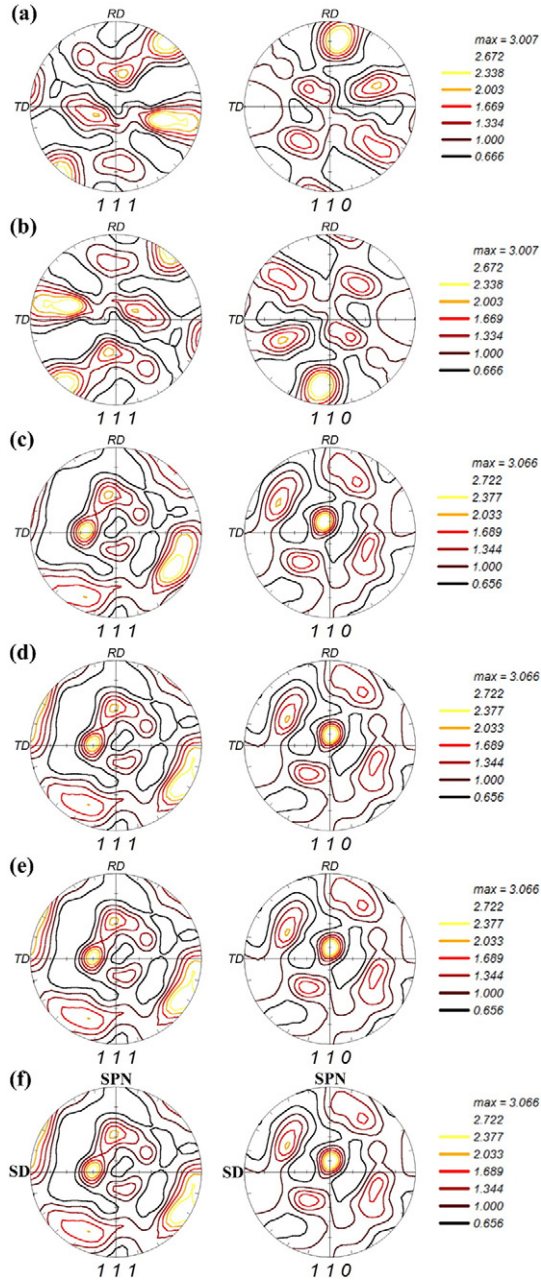 (a)
RD RD
max = 3.007
2.672
2.338
TD TD 2.003
1.669
1.334
1.000
0.666
1 1 1 1 1 0
(b)
RD RD
max = 3.007
2.672
2.338
TD TD 2.003
1.669
1.334
1.000
0.666
1 1 1 1 1 0
(c)
RD RD
max = 3.066
2.722
2.377
TD TD 2.033
1.689
1.344
1.000
0.656
1 1 1 1 1 0
(d)
RD RD
max = 3.066
2.722
2.377
TD TD 2.033
1.689
1.344
1.000
0.656
1 1 1 1 1 0
(e)
RD RD
max = 3.066
2.722
2.377
TD TD 2.033
1.689
1.344
1.000
0.656
1 1 1 1 1 0
(f)
SPN SPN
max = 3.066
2.722
2.377
SD SD 2.033
1.689
1.344
1.000
0.656
1 1 1 1 1 0